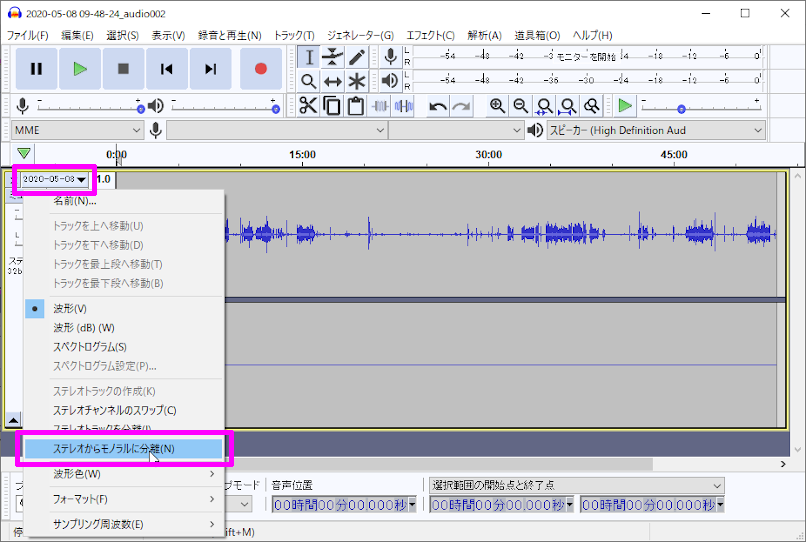 2020-05-08 09-48-24_audio002
ファイル(F) 編集(E) 選択(S) 表示(V) 録音と再生(N) トラック(T) ジェネレーター(G) エフェクト(C) 解析(A) 道具箱(O) ヘルプ(H)
L R -54 -48 -42 -3 モニターを開始 4 -18 -12 -6 0
L R -54 -48 -42 -36 -30 -24 -18 -12 -6 0
MME スピーカー (High Definition Aud
0:00 15:00 30:00 45:00
2020-05-08 1.0
名前(N)...
トラックを上へ移動(U)
トラックを下へ移動(D)
トラックを最上段へ移動(T)
トラックを最下段へ移動(B)
L
ステ
32b
波形(V)
波形 (dB) (W)
スペクトログラム(S)
スペクトログラム設定(P)...
ステレオトラックの作成(K)
ステレオチャンネルのスワップ(C)
ステレオトラックを分離(I)
ステレオからモノラルに分離(N)
波形色(W)
フォーマット(F)
サンプリング周波数(E)
プモード 音声位置 選択範囲の開始点と終了点
00時間00分00.000秒 00時間00分00.000秒 00時間00分00.000秒
停 ift+M)